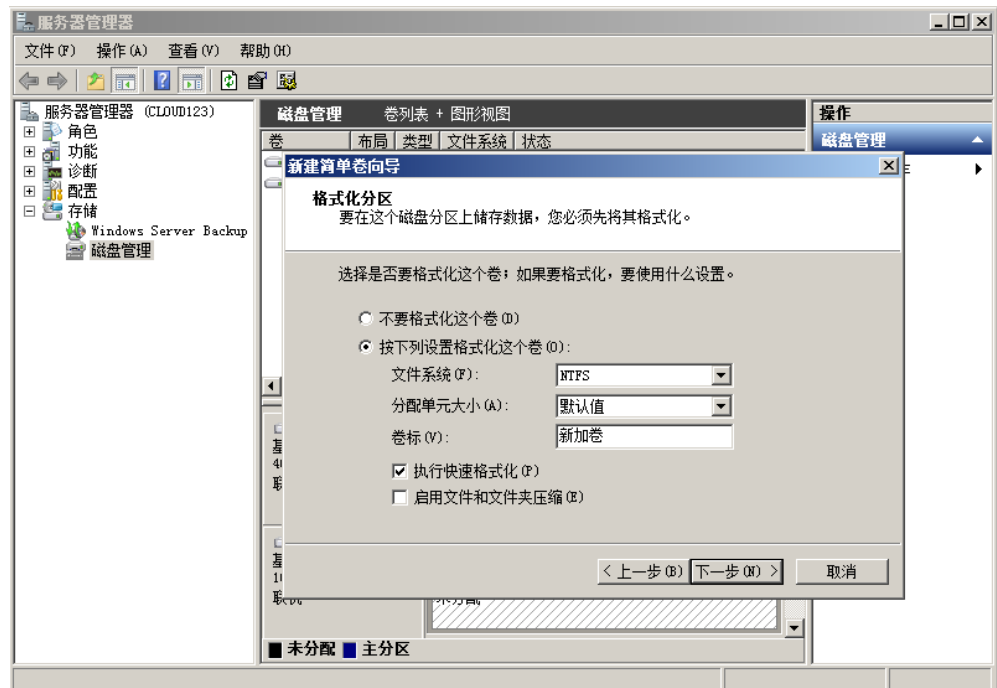 服务器管理器
文件(F) 操作(A) 查看(V) 帮助(H)
服务器管理器 (CLOUD123)
角色
功能
诊断
配置
存储
Windows Server Backup
磁盘管理
磁盘管理 卷列表 + 图形视图
卷 布局 类型 文件系统 状态
操作
磁盘管理
新建简单卷向导
格式化分区
要在这个磁盘分区上储存数据，您必须先将其格式化。
选择是否要格式化这个卷；如果要格式化，要使用什么设置。
不要格式化这个卷(D)
按下列设置格式化这个卷(O):
文件系统(F): NTFS
分配单元大小(A): 默认值
卷标(V): 新加卷
执行快速格式化(P)
启用文件和文件夹压缩(E)
< 上一步(B) 下一步(N) > 取消
未分配 主分区